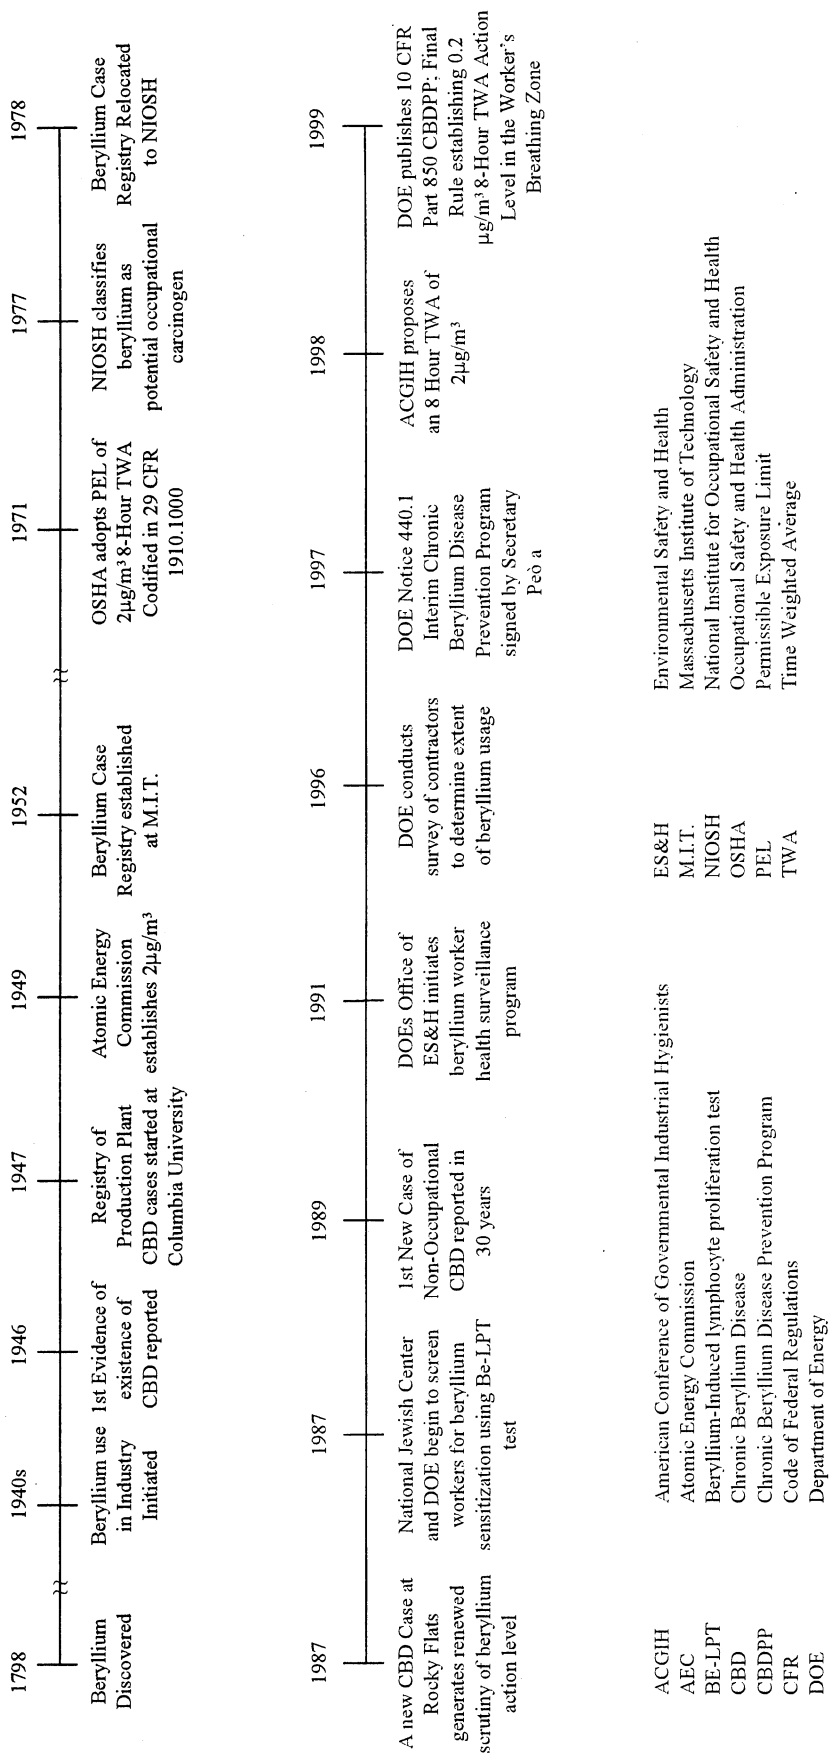 1798
Beryllium
Discovered
1940s
Beryllium use
in Industry
Initiated
1946
1st Evidence of
existence of
CBD reported
1947
Registry of
Production Plant
CBD cases started at
Columbia University
1949
Atomic Energy
Commission
establishes 2µg/m³
1952
Beryllium Case
Registry established
at M.I.T.
1971
OSHA adopts PEL of
2µg/m³ 8-Hour TWA
Codified in 29 CFR
1910.1000
1977
NIOSH classifies
beryllium as
potential occupational
carcinogen
1978
Beryllium Case
Registry Relocated
to NIOSH
1987
A new CBD Case at
Rocky Flats
generates renewed
scrutiny of beryllium
action level
1987
National Jewish Center
and DOE begin to screen
workers for beryllium
sensitization using Be-LPT
test
1989
1st New Case of
Non-Occupational
CBD reported in
30 years
1991
DOEs Office of
ES&H initiates
beryllium worker
health surveillance
program
1996
DOE conducts
survey of contractors
to determine extent
of beryllium usage
1997
DOE Notice 440.1
Interim Chronic
Beryllium Disease
Prevention Program
signed by Secretary
Peò a
1998
ACGIH proposes
an 8 Hour TWA of
2µg/m³
1999
DOE publishes 10 CFR
Part 850 CBDPP; Final
Rule establishing 0.2
µg/m³ 8-Hour TWA Action
Level in the Worker's
Breathing Zone
ACGIH American Conference of Governmental Industrial Hygienists
AEC Atomic Energy Commission
BE-LPT Beryllium-Induced lymphocyte proliferation test
CBD Chronic Beryllium Disease
CBDPP Chronic Beryllium Disease Prevention Program
CFR Code of Federal Regulations
DOE Department of Energy
ES&H Environmental Safety and Health
M.I.T. Massachusetts Institute of Technology
NIOSH National Institute for Occupational Safety and Health
OSHA Occupational Safety and Health Administration
PEL Permissible Exposure Limit
TWA Time Weighted Average